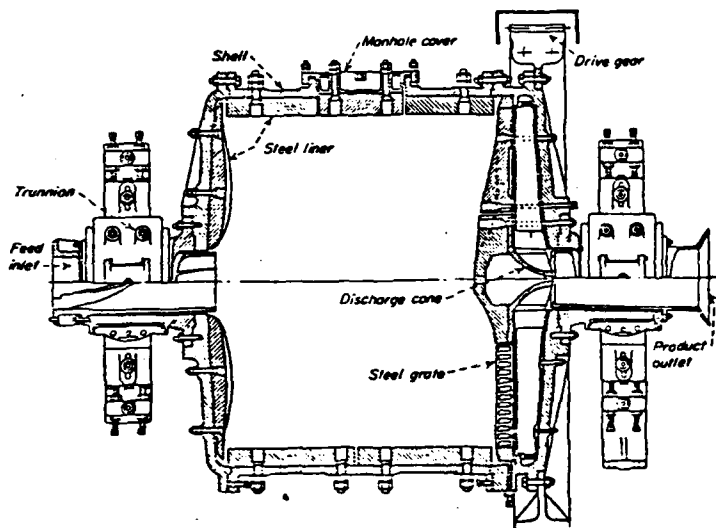 Manhole cover
Shell
Drive gear
Steel liner
Trunnion
Feed
inlet
Discharge cone
Product
outlet
Steel grate